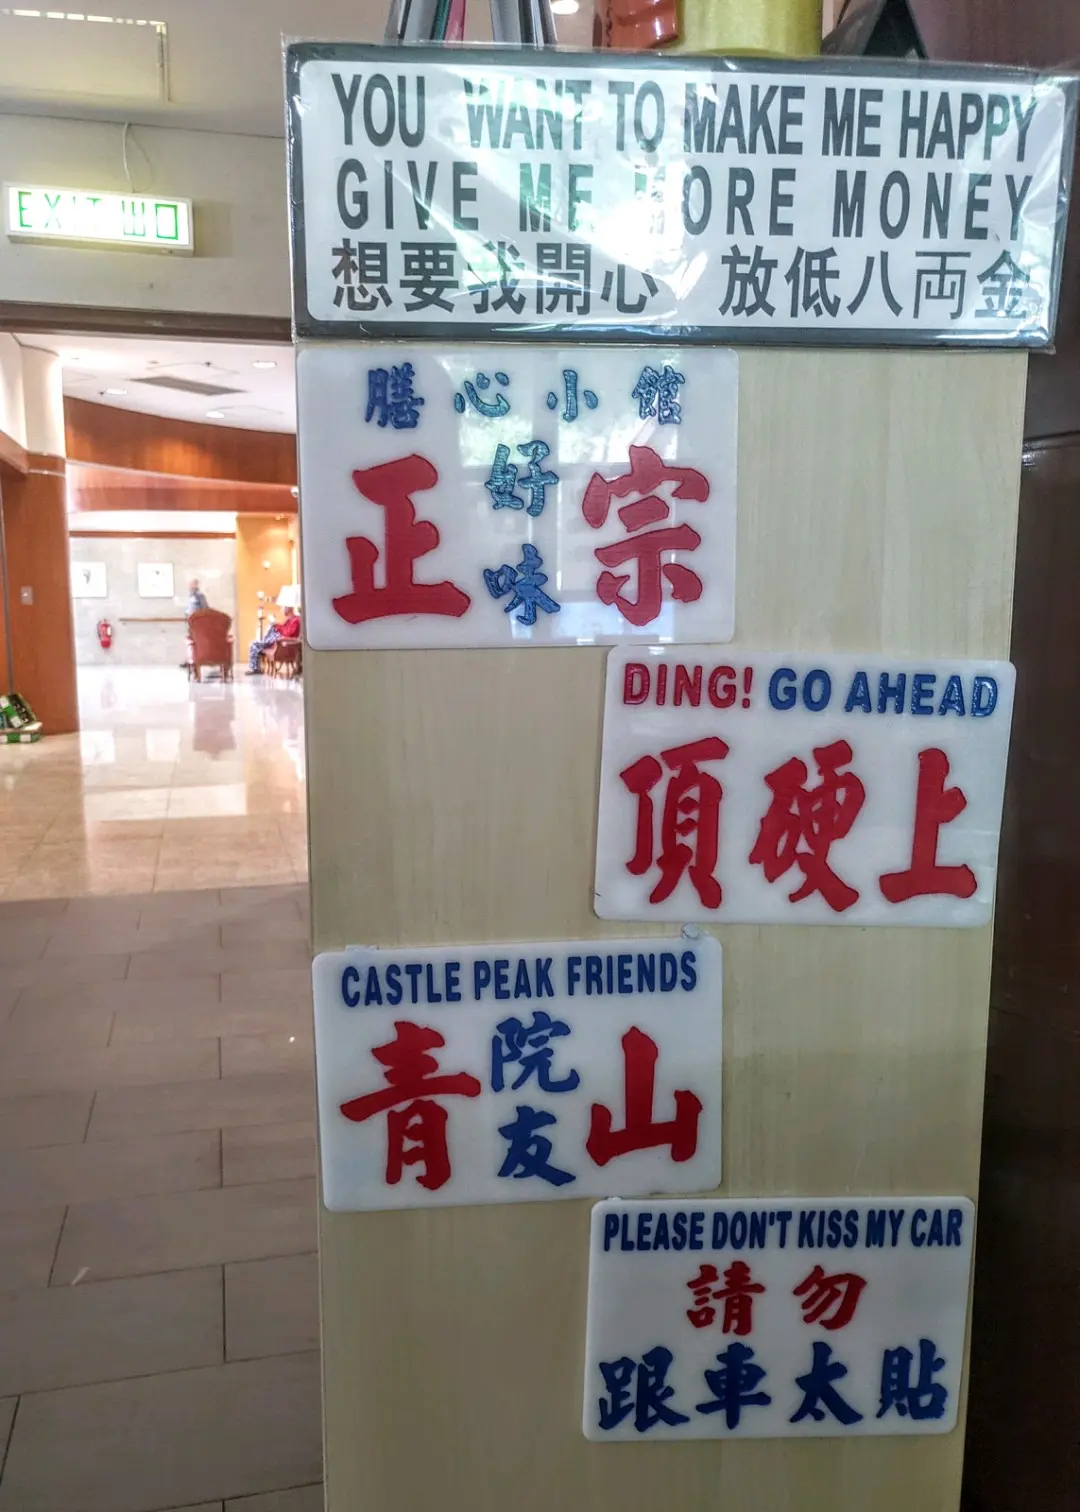 YOU WANT TO MAKE ME HAPPY
GIVE ME MORE MONEY
想要我開心 放低八両金
EXIT 出口
膳心小館
正好味宗
DING! GO AHEAD
頂硬上
CASTLE PEAK FRIENDS
青院友山
PLEASE DON'T KISS MY CAR
請勿
跟車太貼